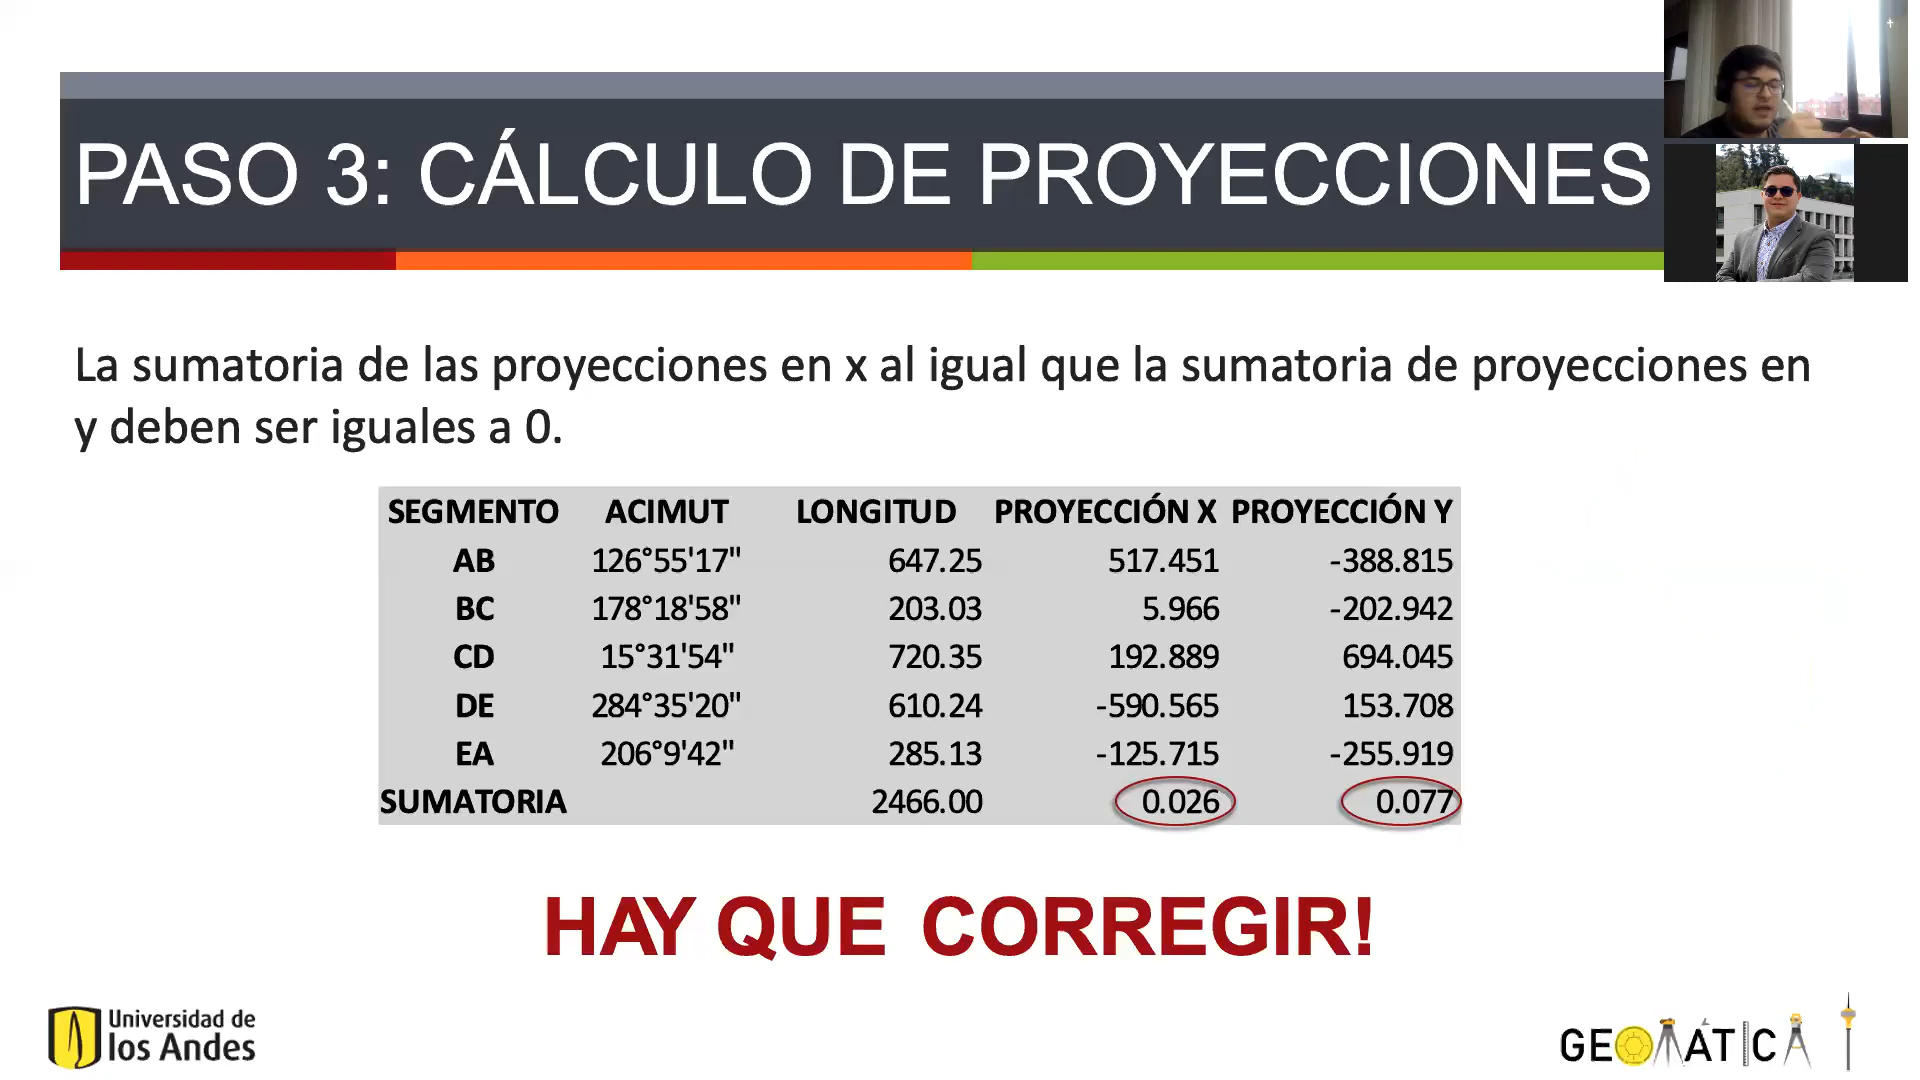 PASO 3: CÁLCULO DE PROYECCIONES
La sumatoria de las proyecciones en x al igual que la sumatoria de proyecciones en
y deben ser iguales a 0.
SEGMENTO ACIMUT LONGITUD PROYECCIÓN X PROYECCIÓN Y
AB 126°55'17" 647.25 517.451 -388.815
BC 178°18'58" 203.03 5.966 -202.942
CD 15°31'54" 720.35 192.889 694.045
DE 284°35'20" 610.24 -590.565 153.708
EA 206°9'42" 285.13 -125.715 -255.919
SUMATORIA 2466.00 0.026 0.077
HAY QUE CORREGIR!
Universidad de
los Andes
GEOMÁTICA